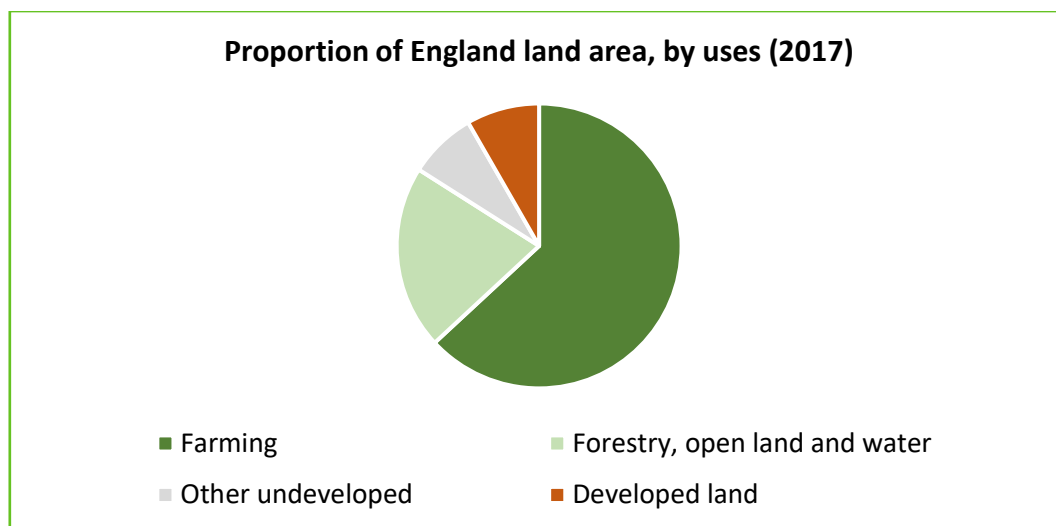 Proportion of England land area, by uses (2017)
Farming
Forestry, open land and water
Other undeveloped
Developed land